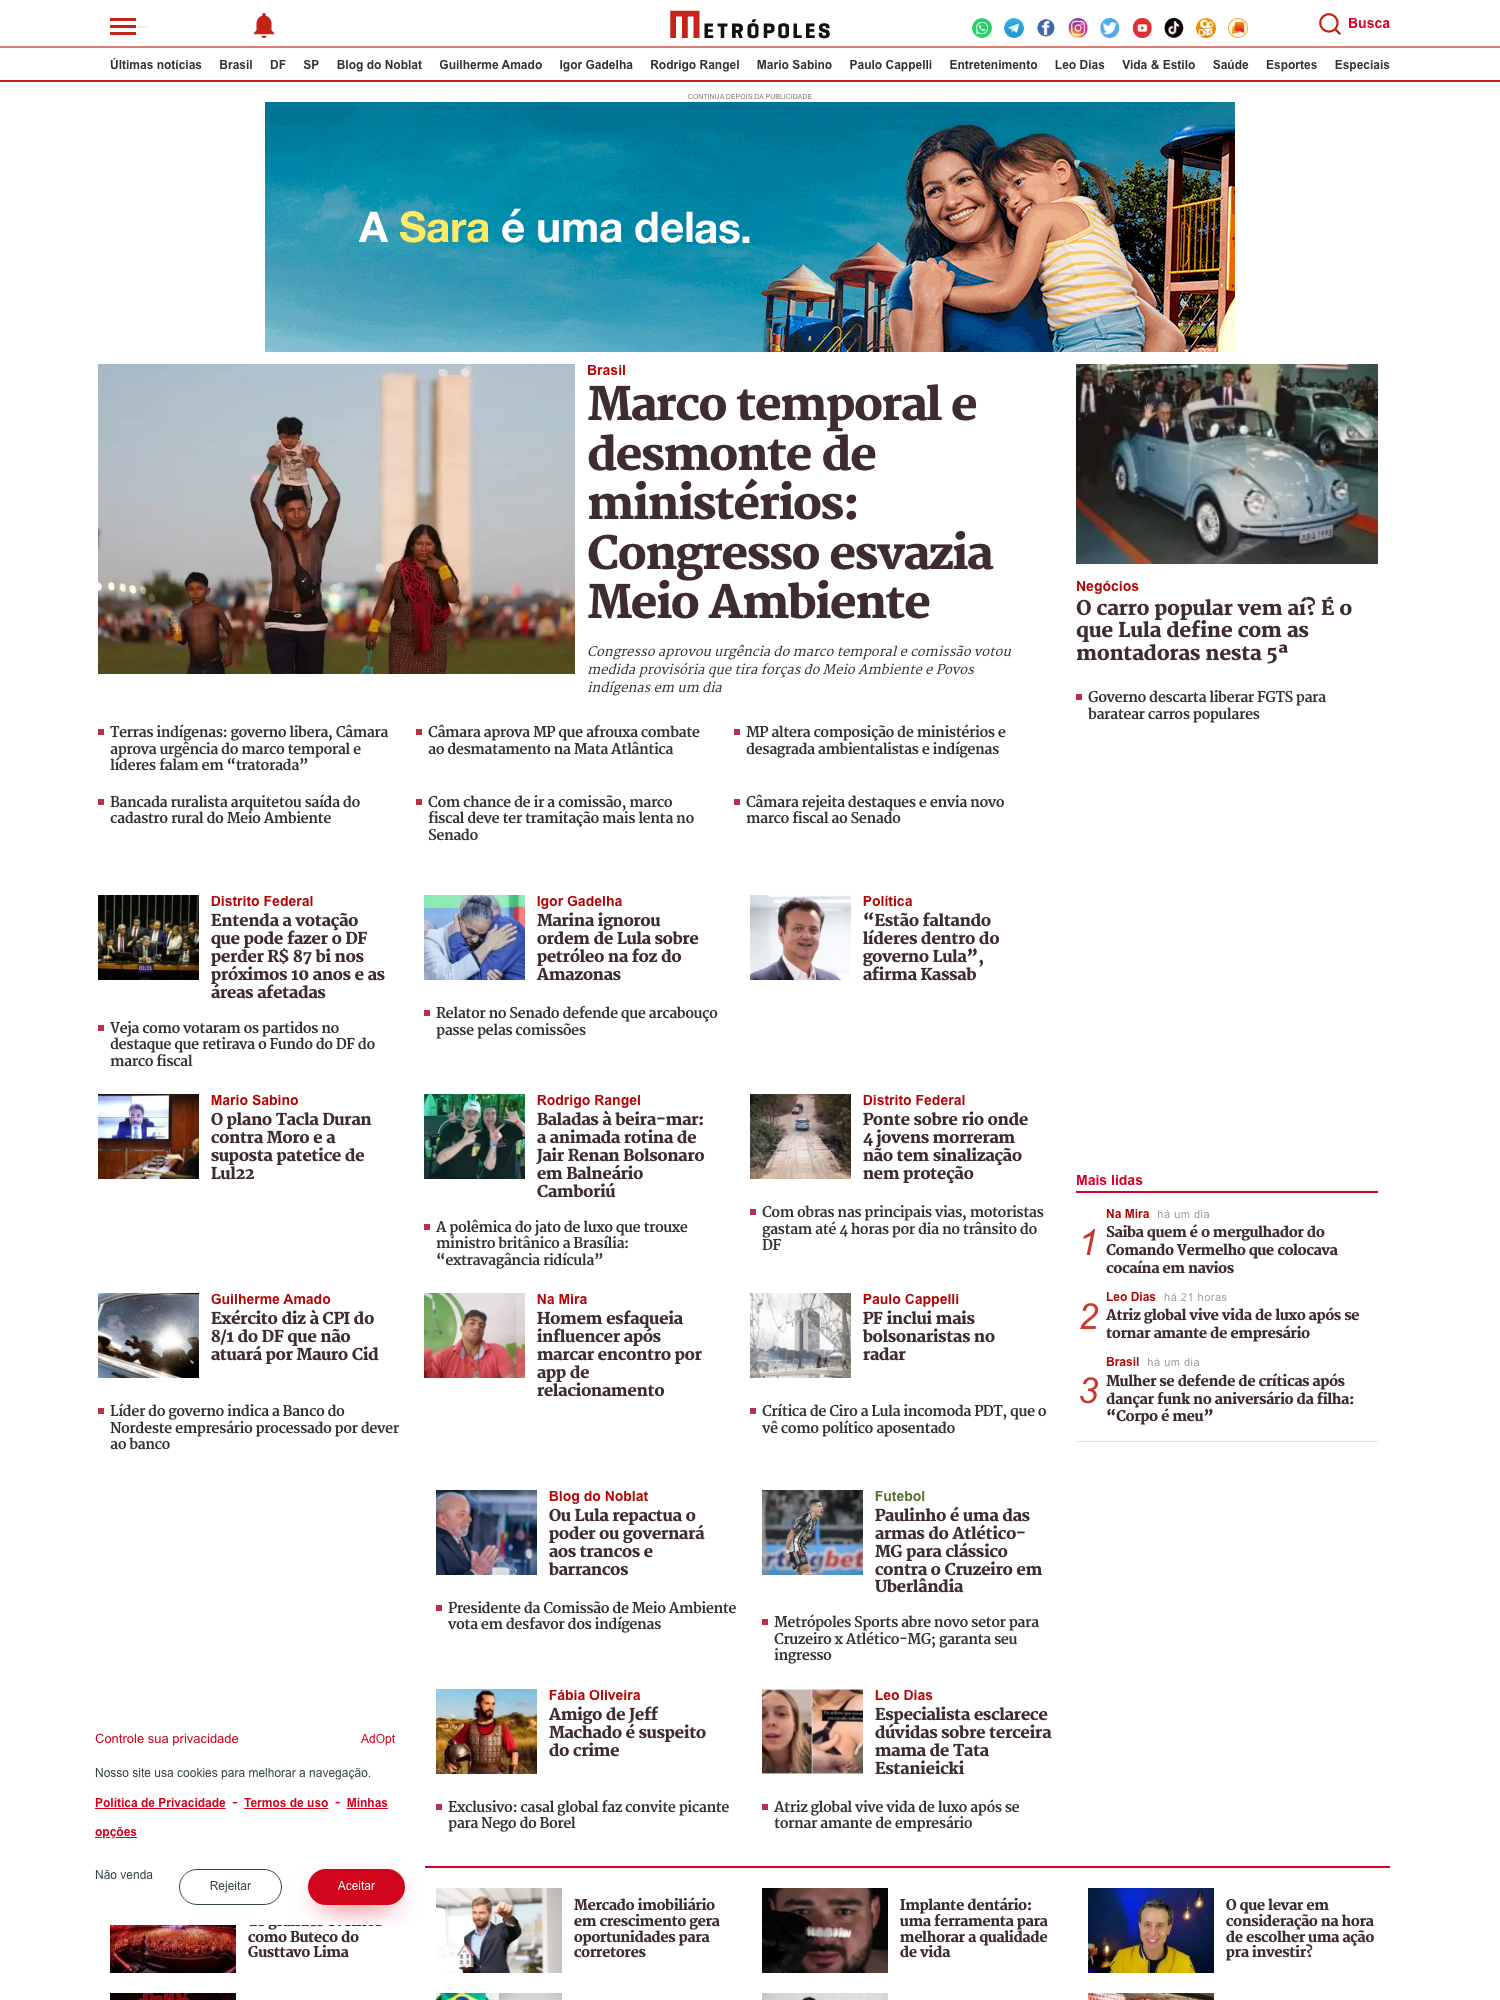 METRÓPOLES
Busca
Últimas notícias Brasil DF SP Blog do Noblat Guilherme Amado Igor Gadelha Rodrigo Rangel Mario Sabino Paulo Cappelli Entretenimento Leo Dias Vida & Estilo Saúde Esportes Especiais
CONTINUA DEPOIS DA PUBLICIDADE
A Sara é uma delas.
Brasil
Marco temporal e
desmonte de
ministérios:
Congresso esvazia
Meio Ambiente
Congresso aprovou urgência do marco temporal e comissão votou
medida provisória que tira forças do Meio Ambiente e Povos
indígenas em um dia
Negócios
O carro popular vem aí? É o
que Lula define com as
montadoras nesta 5ª
Governo descarta liberar FGTS para
baratear carros populares
Terras indígenas: governo libera, Câmara
aprova urgência do marco temporal e
líderes falam em “tratorada”
Câmara aprova MP que afrouxa combate
ao desmatamento na Mata Atlântica
MP altera composição de ministérios e
desagrada ambientalistas e indígenas
Bancada ruralista arquitetou saída do
cadastro rural do Meio Ambiente
Com chance de ir a comissão, marco
fiscal deve ter tramitação mais lenta no
Senado
Câmara rejeita destaques e envia novo
marco fiscal ao Senado
Distrito Federal
Entenda a votação
que pode fazer o DF
perder R$ 87 bi nos
próximos 10 anos e as
áreas afetadas
Veja como votaram os partidos no
destaque que retirava o Fundo do DF do
marco fiscal
Igor Gadelha
Marina ignorou
ordem de Lula sobre
petróleo na foz do
Amazonas
Relator no Senado defende que arcabouço
passe pelas comissões
Política
“Estão faltando
líderes dentro do
governo Lula”,
afirma Kassab
Mario Sabino
O plano Tacla Duran
contra Moro e a
suposta patetice de
Lul22
Rodrigo Rangel
Baladas à beira-mar:
a animada rotina de
Jair Renan Bolsonaro
em Balneário
Camboriú
A polêmica do jato de luxo que trouxe
ministro britânico a Brasília:
“extravagância ridícula”
Distrito Federal
Ponte sobre rio onde
4 jovens morreram
não tem sinalização
nem proteção
Com obras nas principais vias, motoristas
gastam até 4 horas por dia no trânsito do
DF
Mais lidas
1
Na Mira há um dia
Saiba quem é o mergulhador do
Comando Vermelho que colocava
cocaína em navios
2
Leo Dias há 21 horas
Atriz global vive vida de luxo após se
tornar amante de empresário
3
Brasil há um dia
Mulher se defende de críticas após
dançar funk no aniversário da filha:
“Corpo é meu”
Guilherme Amado
Exército diz à CPI do
8/1 do DF que não
atuará por Mauro Cid
Líder do governo indica a Banco do
Nordeste empresário processado por dever
ao banco
Na Mira
Homem esfaqueia
influencer após
marcar encontro por
app de
relacionamento
Paulo Cappelli
PF inclui mais
bolsonaristas no
radar
Crítica de Ciro a Lula incomoda PDT, que o
vê como político aposentado
Blog do Noblat
Ou Lula repactua o
poder ou governará
aos trancos e
barrancos
Presidente da Comissão de Meio Ambiente
vota em desfavor dos indígenas
Futebol
Paulinho é uma das
armas do Atlético-
MG para clássico
contra o Cruzeiro em
Uberlândia
Metrópoles Sports abre novo setor para
Cruzeiro x Atlético-MG; garanta seu
ingresso
Fábia Oliveira
Amigo de Jeff
Machado é suspeito
do crime
Exclusivo: casal global faz convite picante
para Nego do Borel
Leo Dias
Especialista esclarece
dúvidas sobre terceira
mama de Tata
Estanieicki
Atriz global vive vida de luxo após se
tornar amante de empresário
Controle sua privacidade AdOpt
Nosso site usa cookies para melhorar a navegação.
Política de Privacidade - Termos de uso - Minhas
opções
Não venda Rejeitar Aceitar
como Buteco do
Gusttavo Lima
Mercado imobiliário
em crescimento gera
oportunidades para
corretores
Implante dentário:
uma ferramenta para
melhorar a qualidade
de vida
O que levar em
consideração na hora
de escolher uma ação
pra investir?